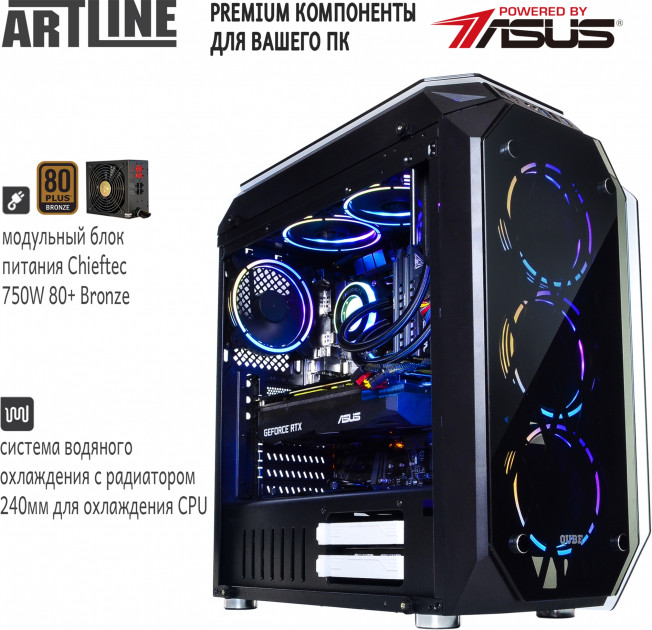 ARTLINE
PREMIUM КОМПОНЕНТЫ
ДЛЯ ВАШЕГО ПК
POWERED BY
ASUS
80
PLUS
BRONZE
модульный блок
питания Chieftec
750W 80+ Bronze
GEFORCE RTX
ASUS
система водяного
охлаждения с радиатором
240мм для охлаждения CPU
QUBE